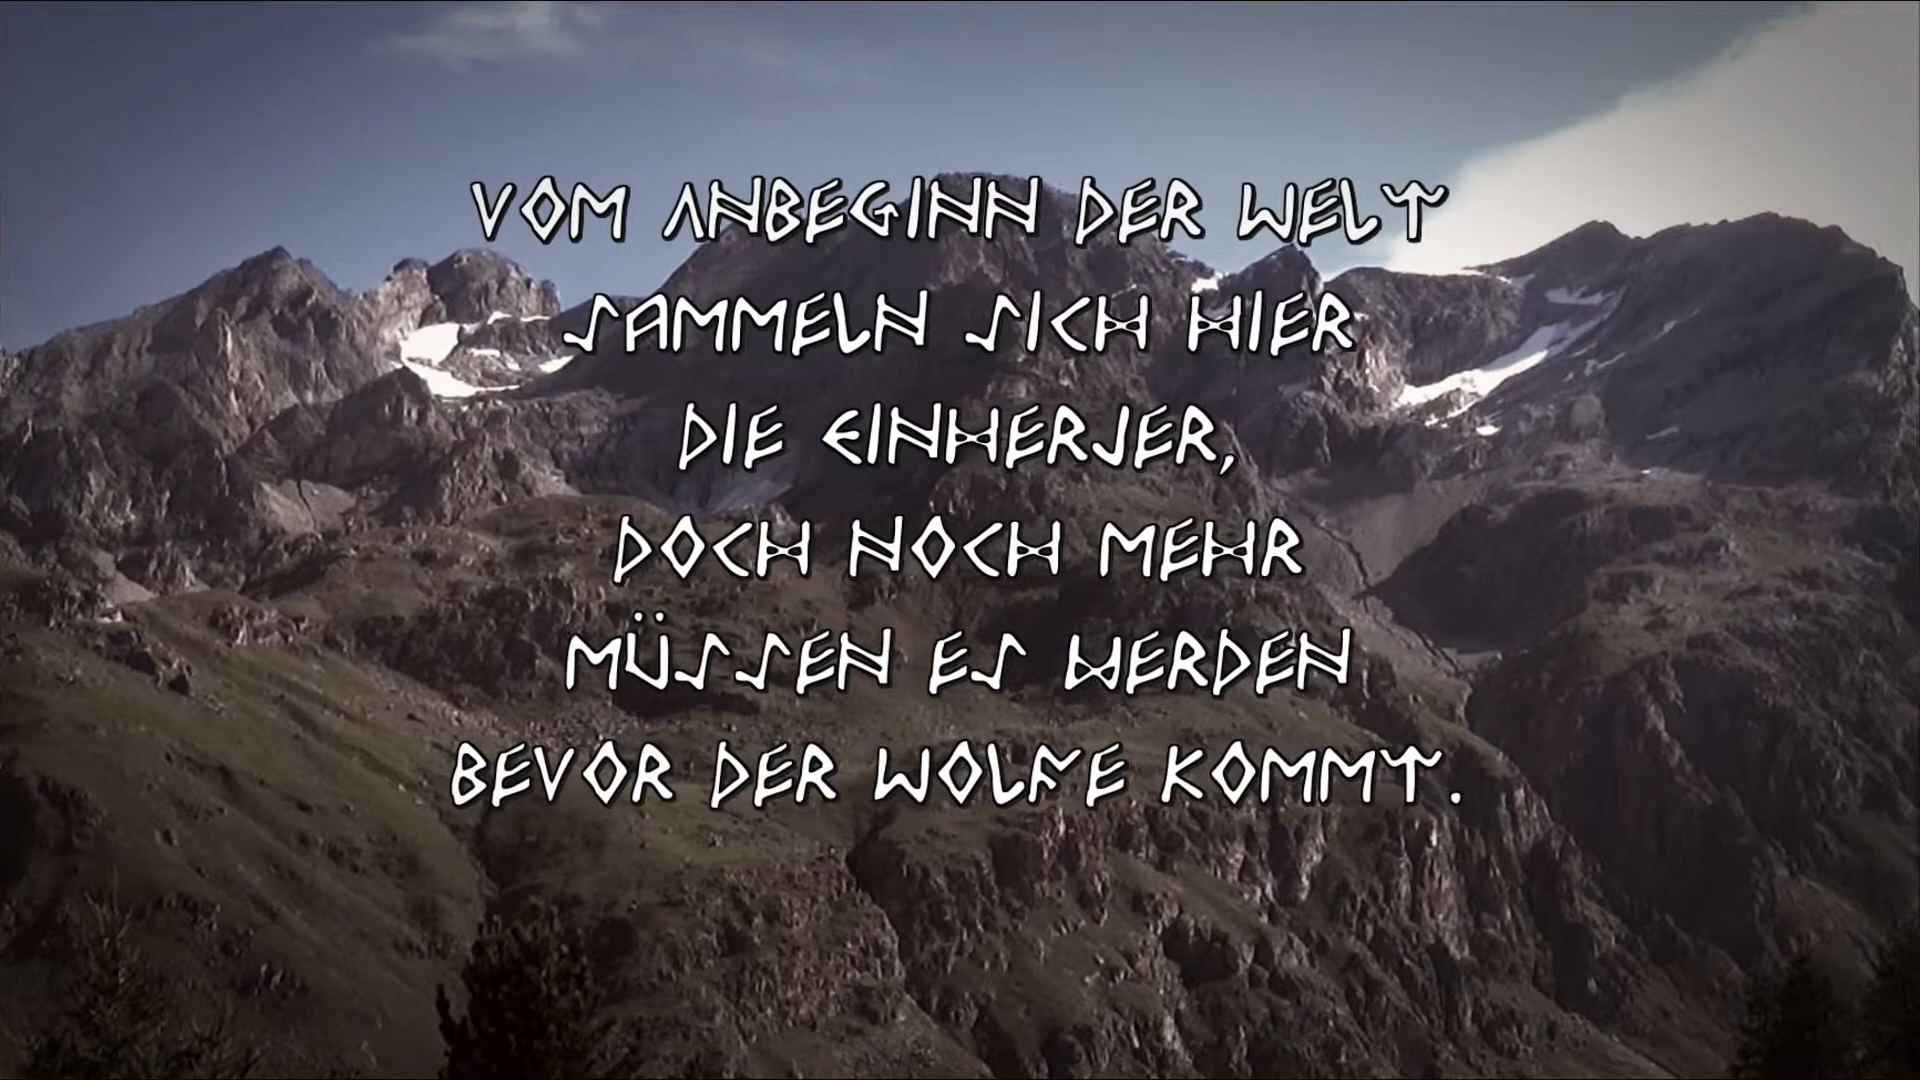 Vom Anbeginn der Welt
sammeln sich hier
die Einherjer,
doch noch mehr
müssen es werden
bevor der Wolfe kommt.